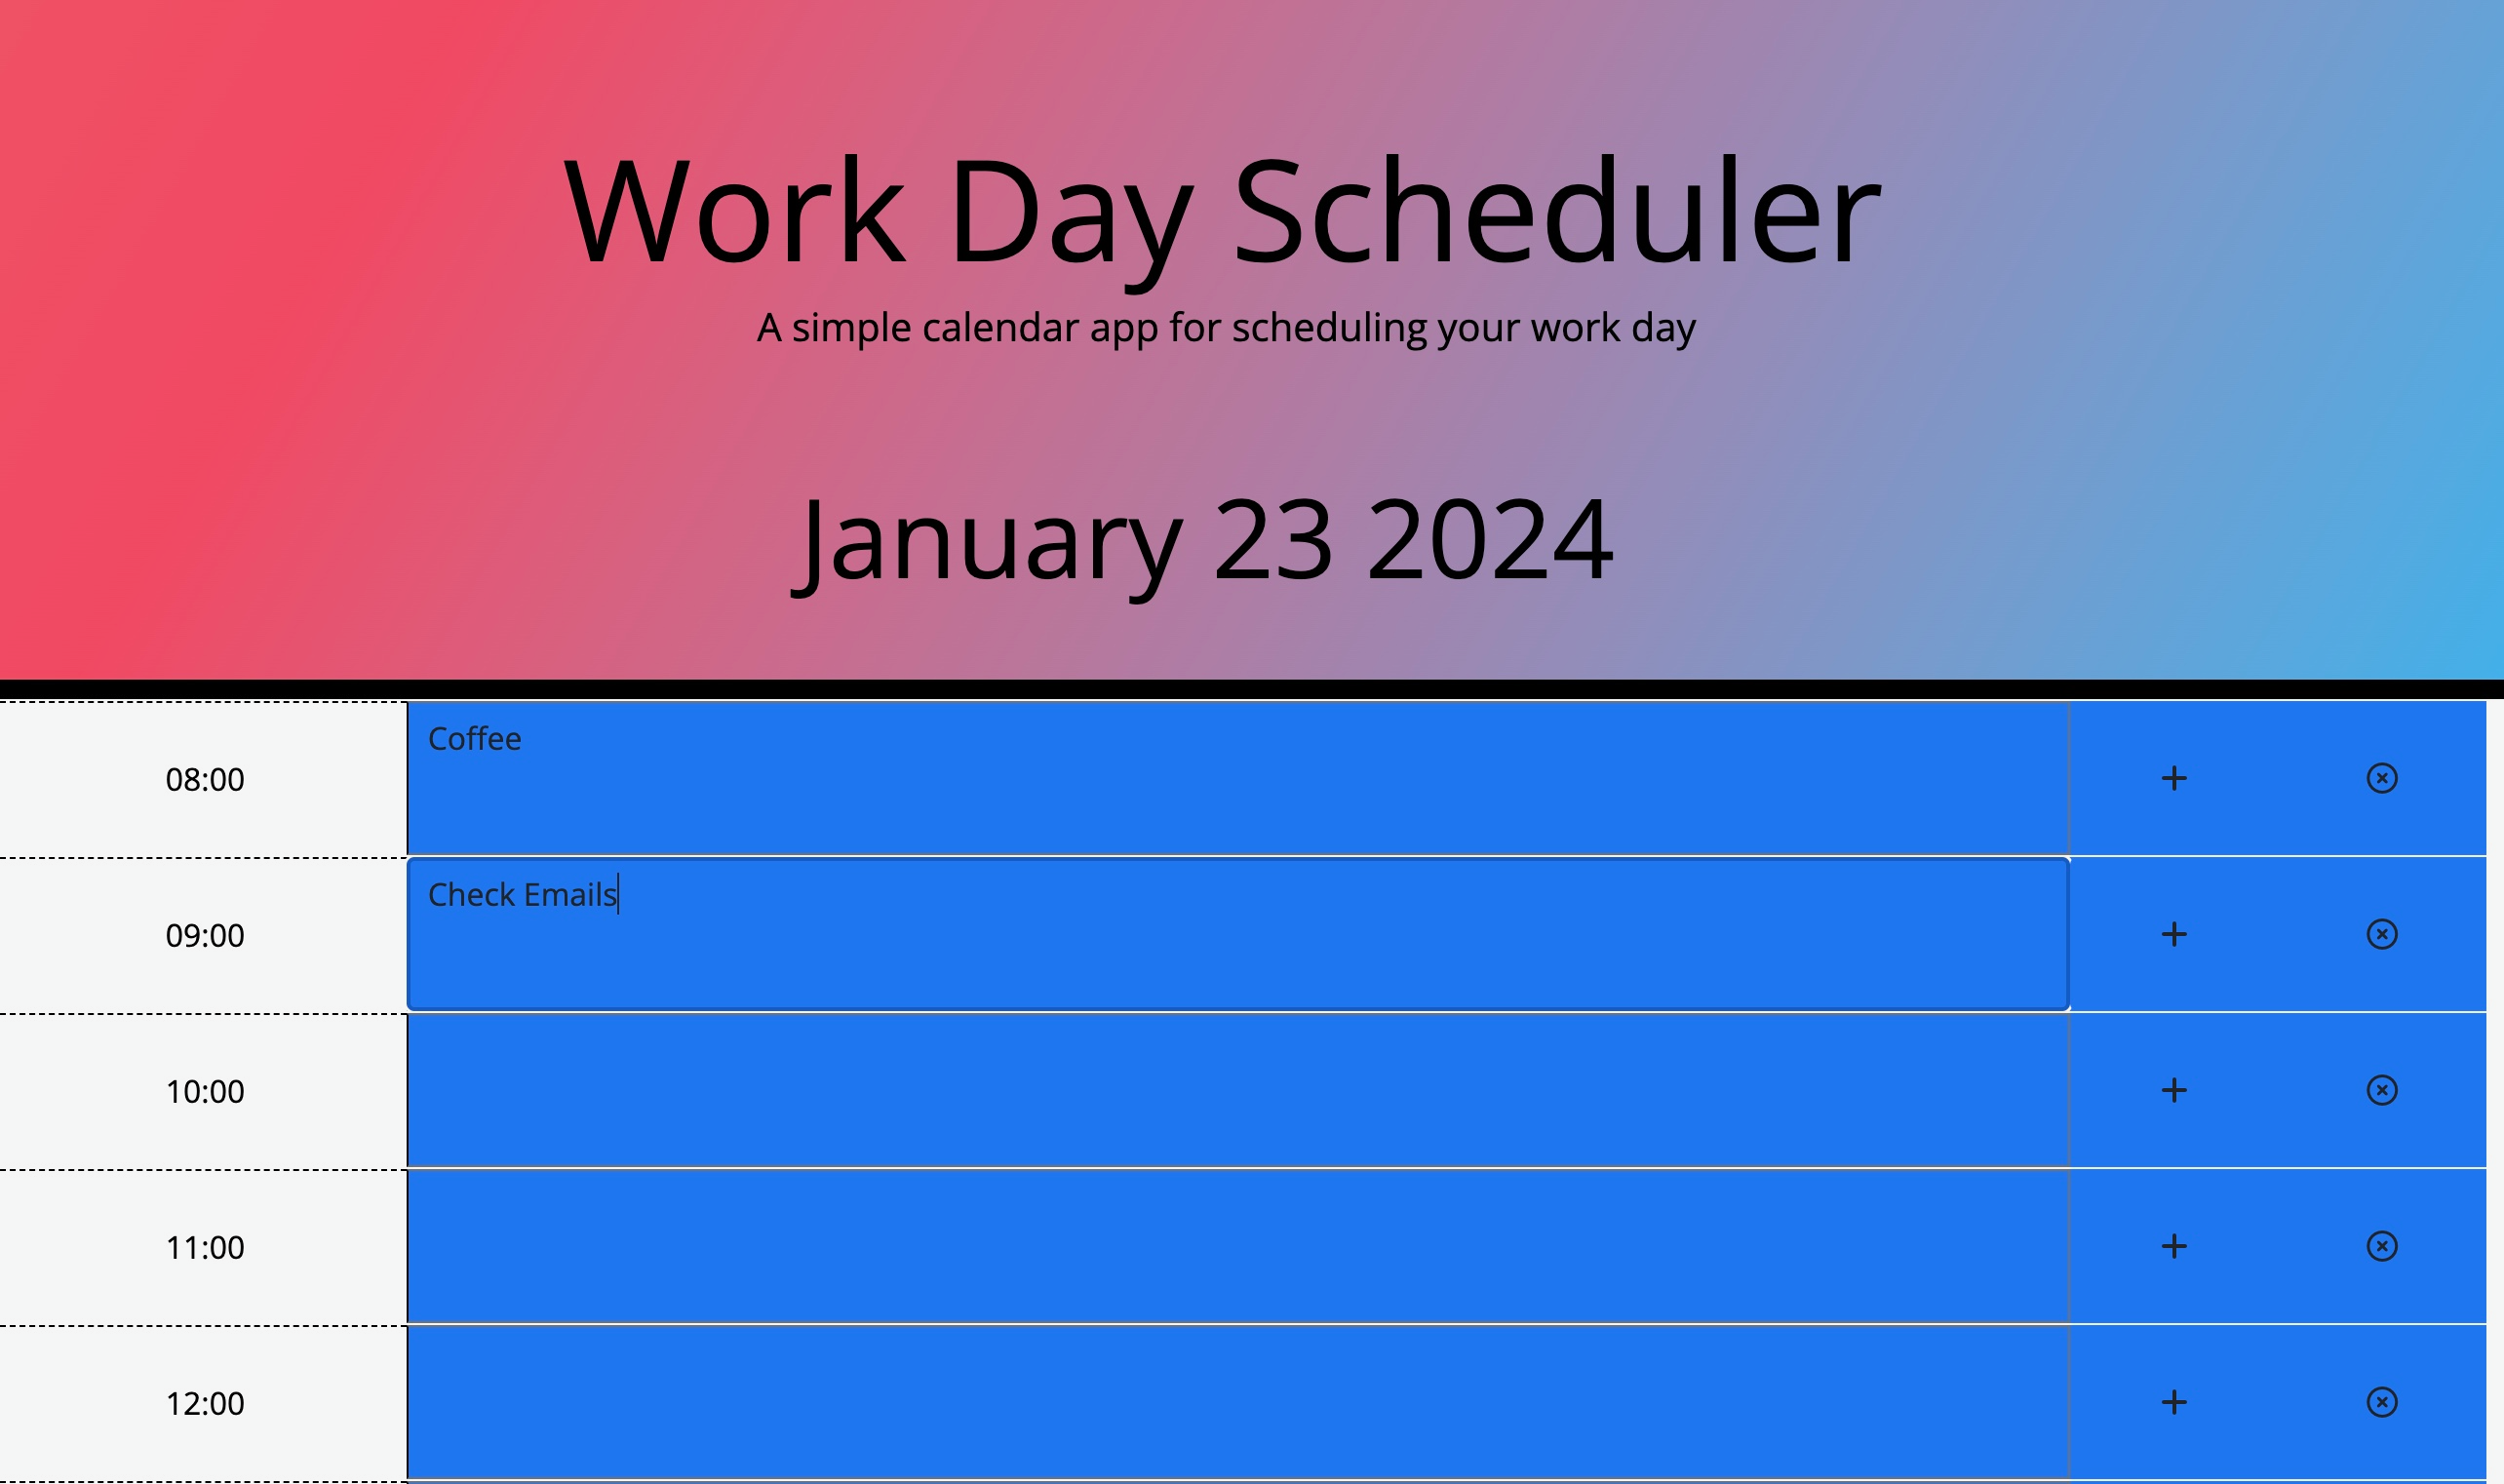 Work Day Scheduler
A simple calendar app for scheduling your work day
January 23 2024
Coffee
08:00
Check Emails
09:00
10:00
11:00
12:00